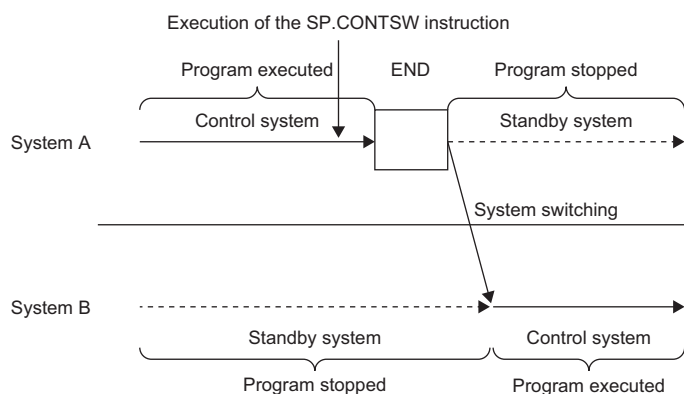 Execution of the SP.CONTSW instruction
Program executed
END
Program stopped
Control system
Standby system
System A
System switching
System B
Standby system
Control system
Program stopped
Program executed